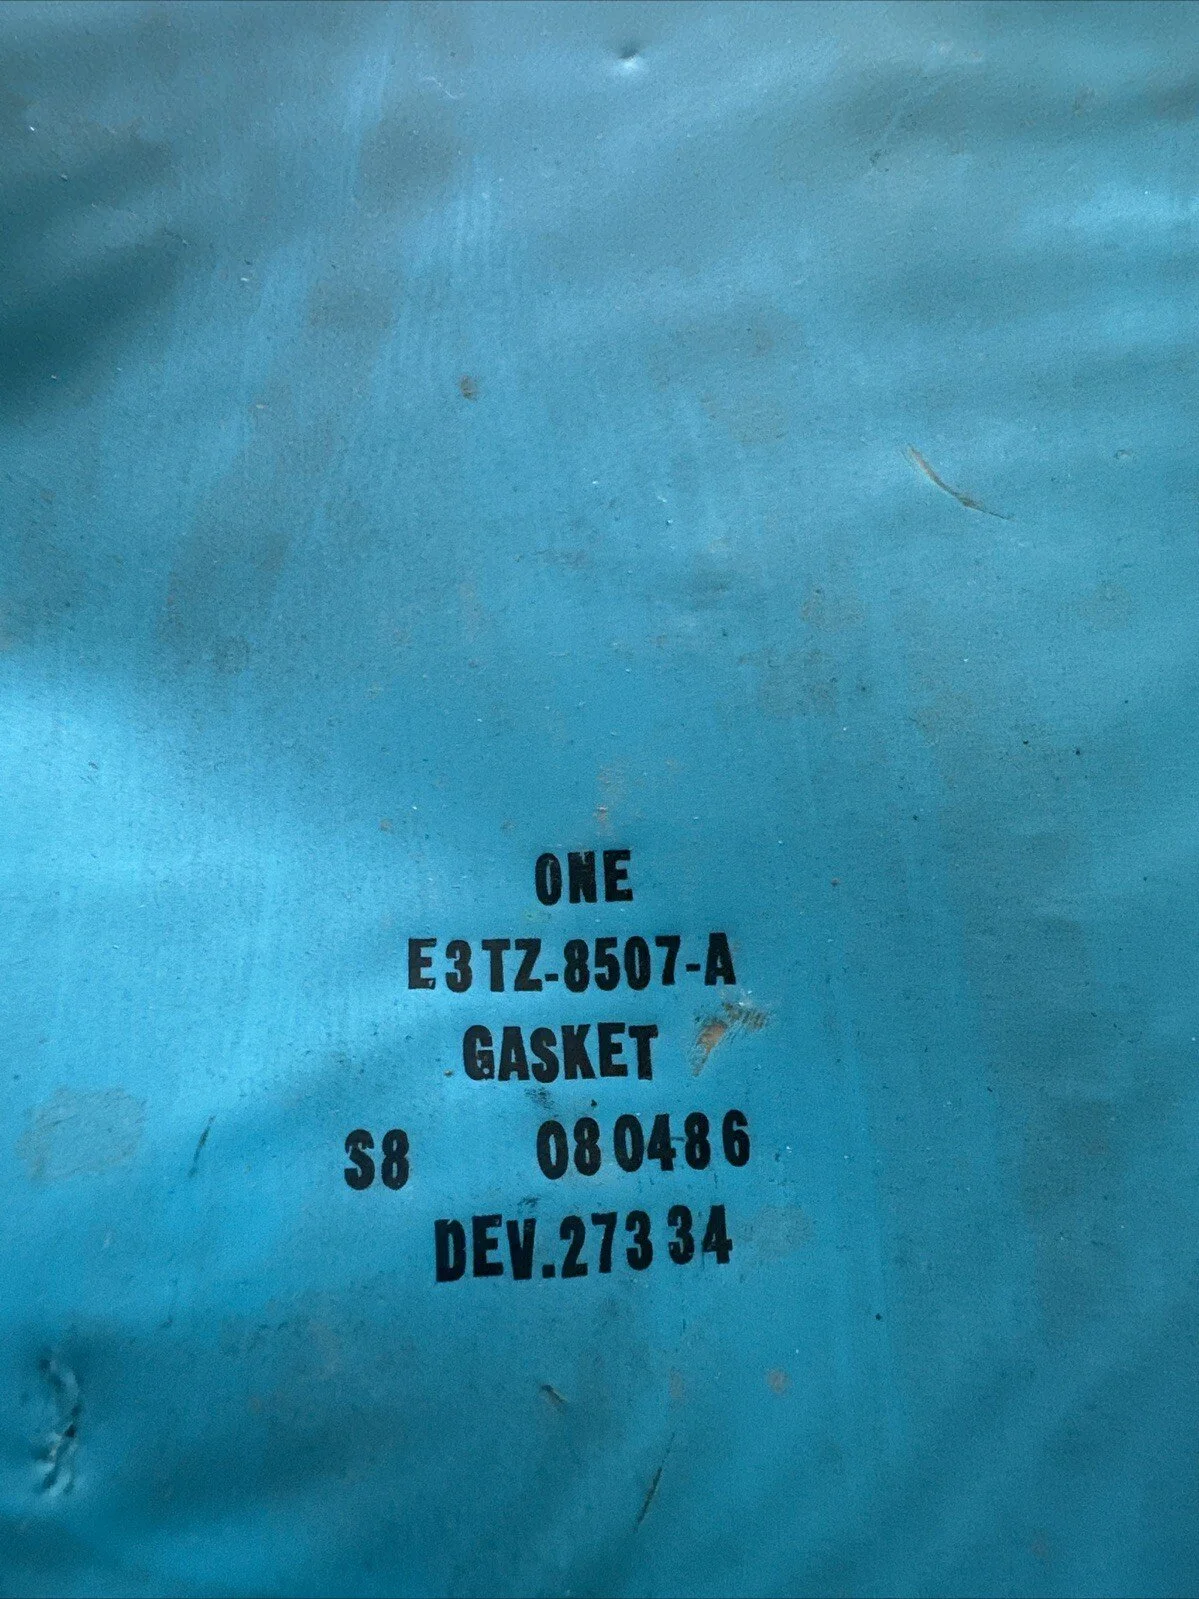 ONE
E3TZ-8507-A
GASKET
S8 080486
DEV.27334